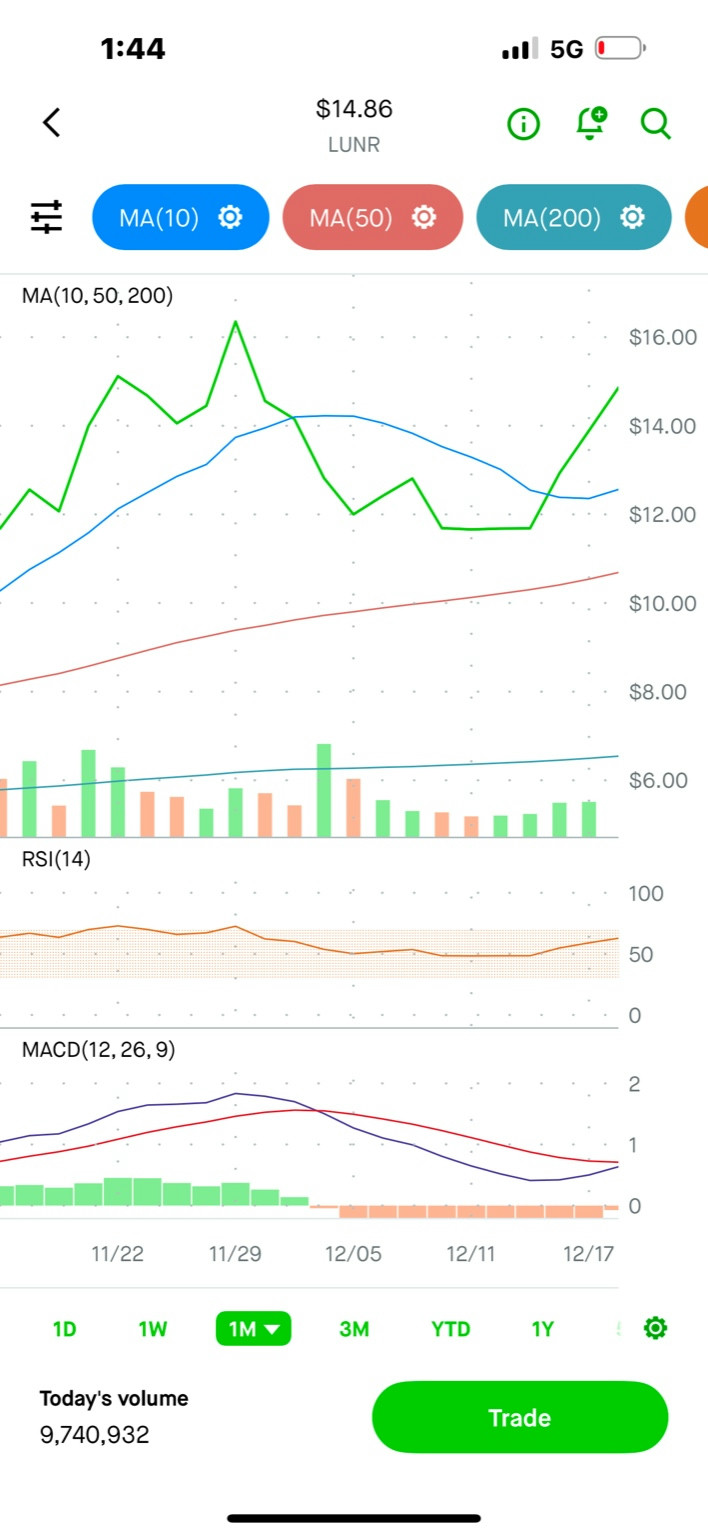 1:44
5G
$14.86
LUNR
MA(10)
MA(50)
MA(200)
MA(10, 50, 200)
$16.00
$14.00
$12.00
$10.00
$8.00
$6.00
RSI(14)
100
50
0
MACD(12, 26, 9)
2
1
0
11/22 11/29 12/05 12/11 12/17
1D 1W 1M 3M YTD 1Y
Today's volume
9,740,932
Trade